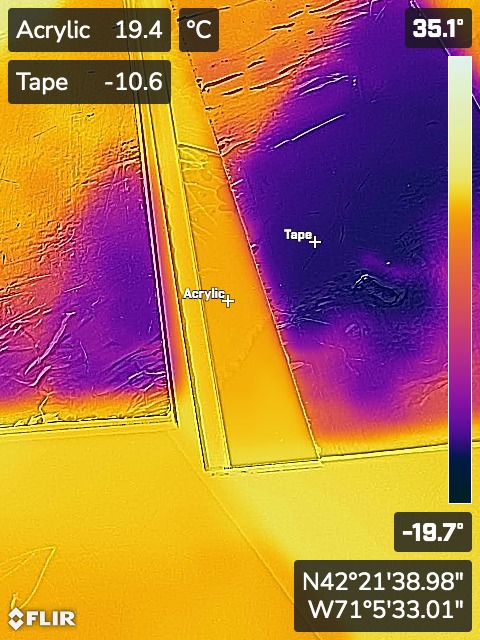 Acrylic 19.4 °C
35.1°
Tape -10.6
Tape
Acrylic
-19.7°
N42°21'38.98"
W71°5'33.01"
FLIR